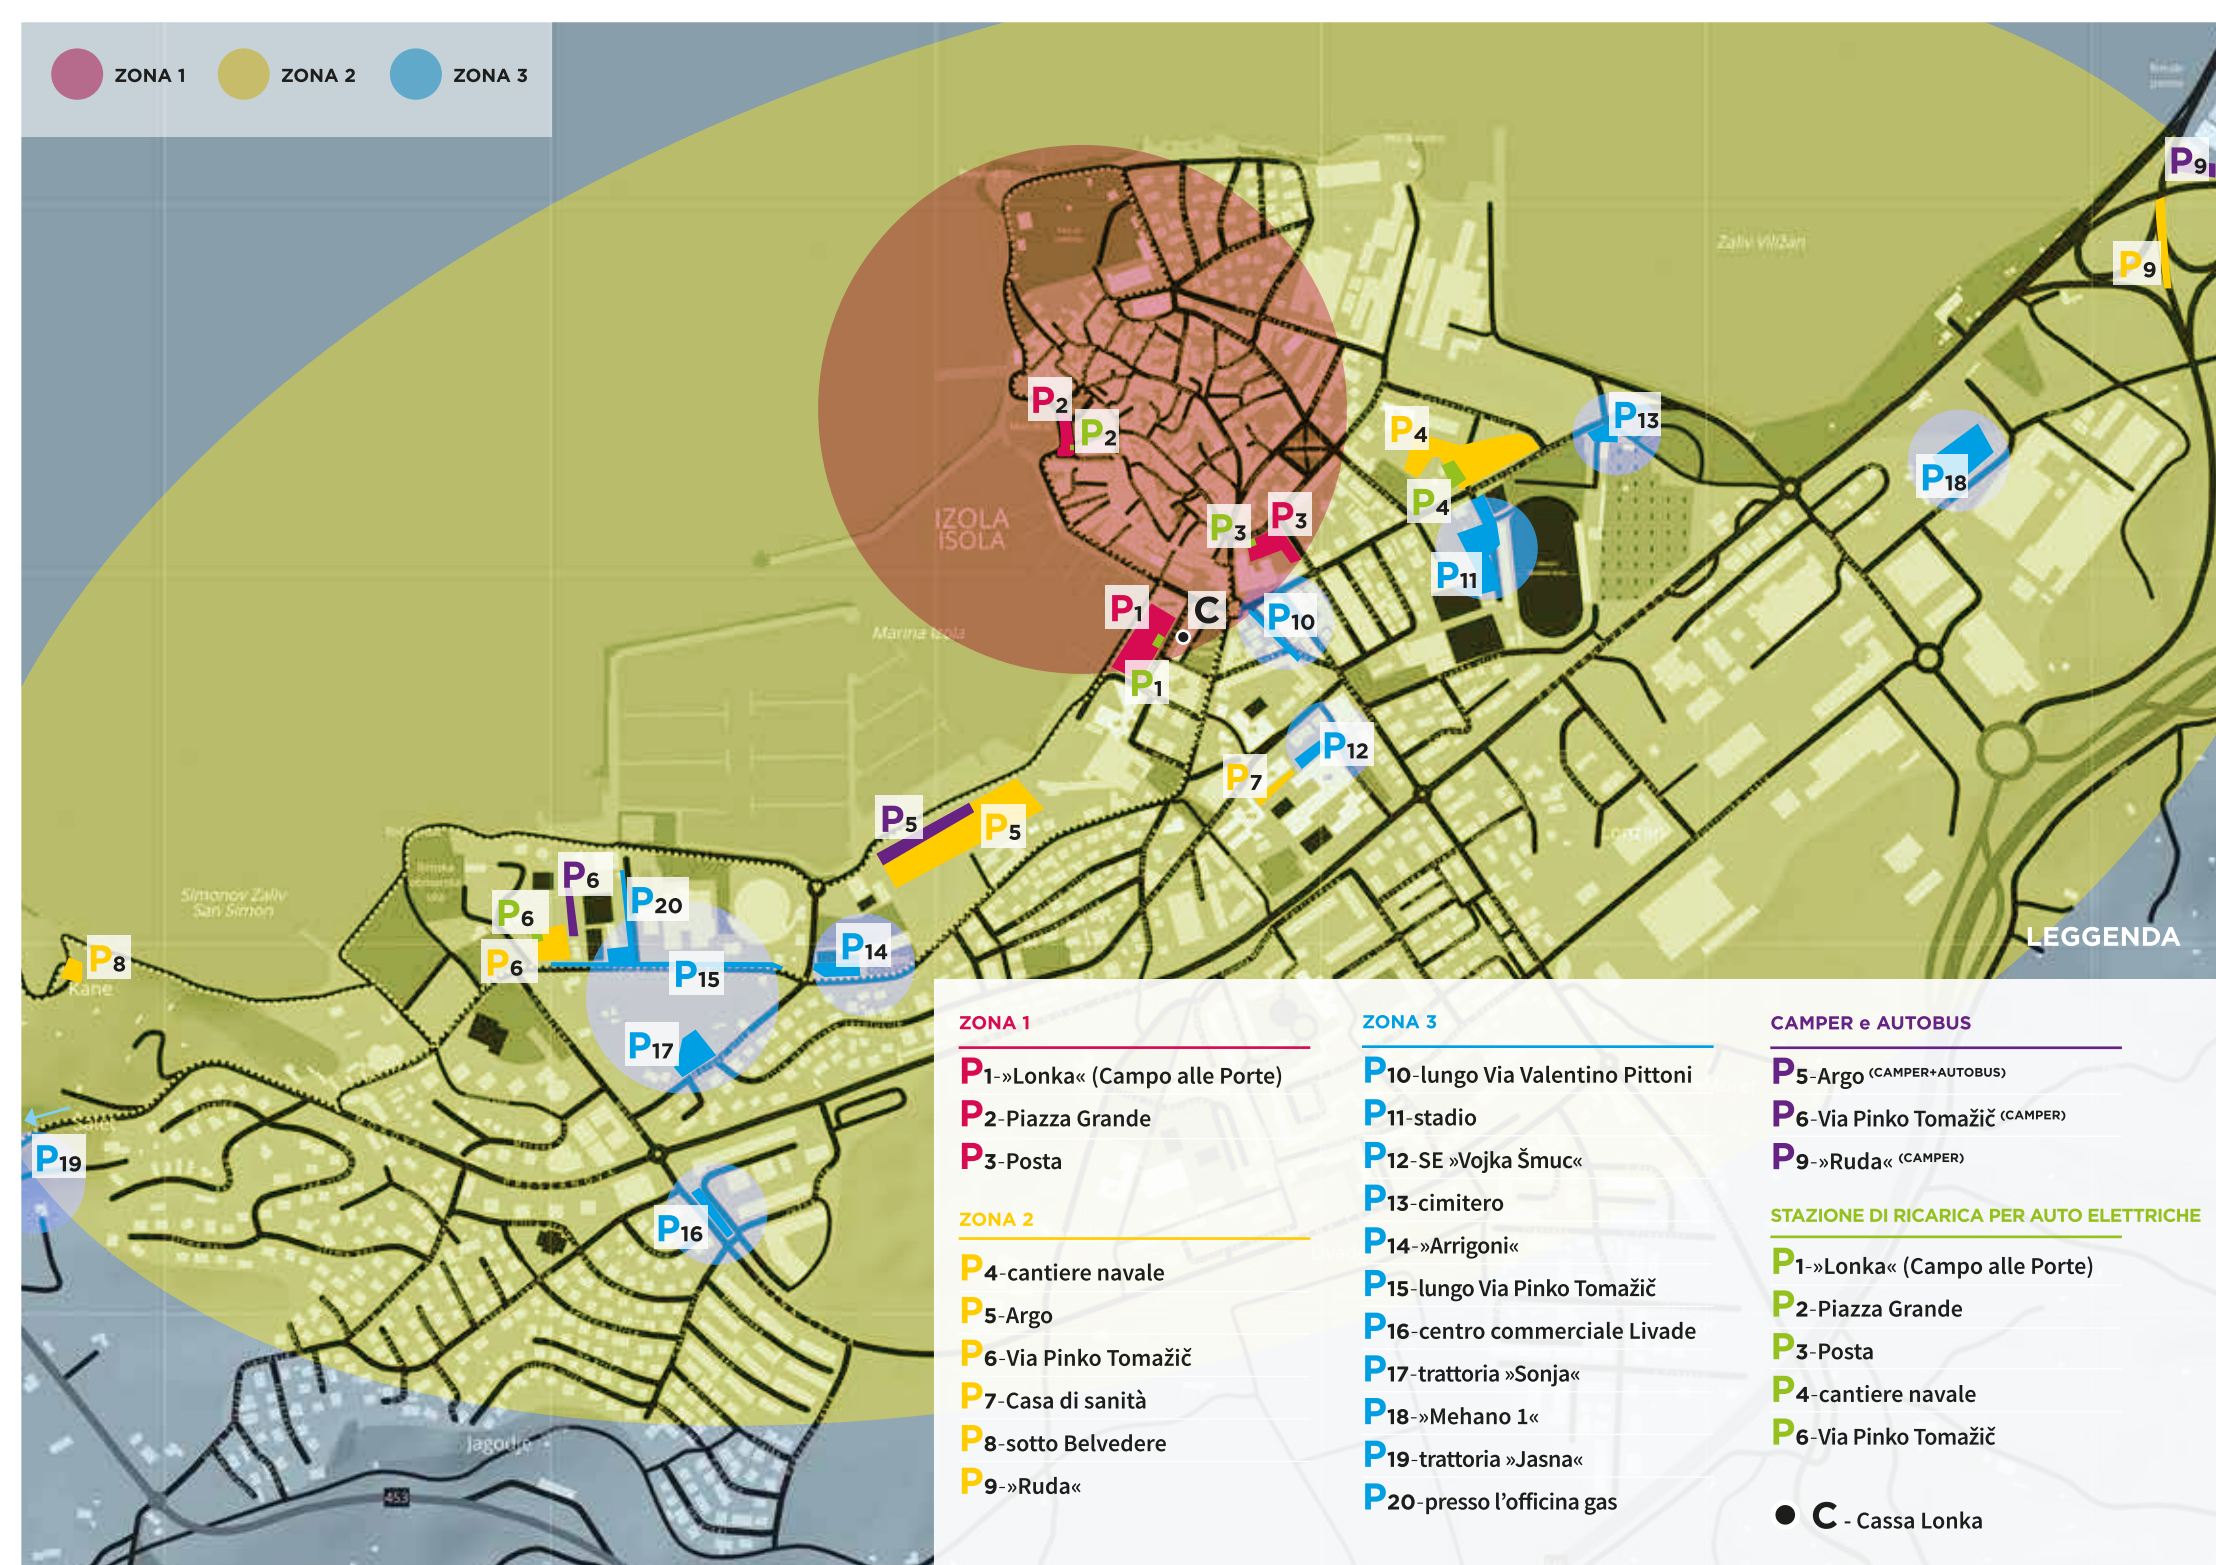 ZONA 1
ZONA 2
ZONA 3
P9
Zaliv Viližan
P9
P2
P2
P4
P13
P18
P4
P3
P3
IZOLA
ISOLA
P11
P1
C
P10
Marina Izola
P1
P12
P7
P5
P5
P6
P20
Simonov Zaliv
San Simon
P6
P14
LEGGENDA
P8
P6
P15
Kane
P17
Šalet
P19
P16
Jagodje
453
ZONA 1
P1-»Lonka« (Campo alle Porte)
P2-Piazza Grande
P3-Posta
ZONA 2
P4-cantiere navale
P5-Argo
P6-Via Pinko Tomažič
P7-Casa di sanità
P8-sotto Belvedere
P9-»Ruda«
ZONA 3
P10-lungo Via Valentino Pittoni
P11-stadio
P12-SE »Vojka Šmuc«
P13-cimitero
P14-»Arrigoni«
P15-lungo Via Pinko Tomažič
P16-centro commerciale Livade
P17-trattoria »Sonja«
P18-»Mehano 1«
P19-trattoria »Jasna«
P20-presso l'officina gas
CAMPER e AUTOBUS
P5-Argo (CAMPER+AUTOBUS)
P6-Via Pinko Tomažič (CAMPER)
P9-»Ruda« (CAMPER)
STAZIONE DI RICARICA PER AUTO ELETTRICHE
P1-»Lonka« (Campo alle Porte)
P2-Piazza Grande
P3-Posta
P4-cantiere navale
P6-Via Pinko Tomažič
C - Cassa Lonka